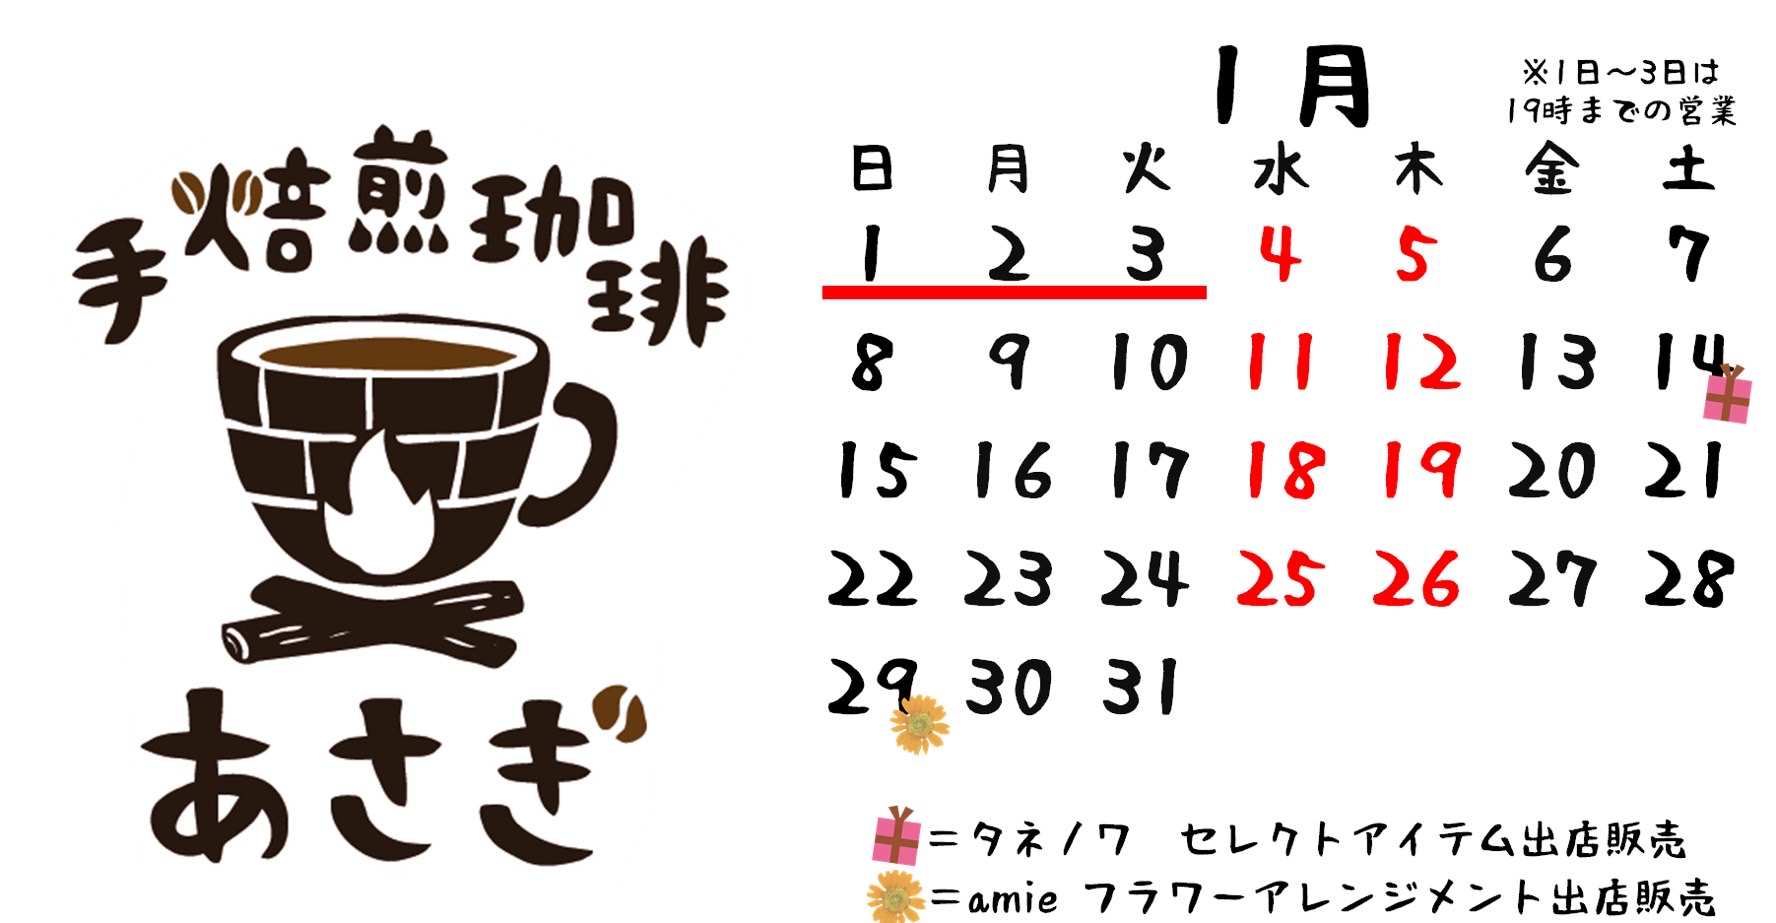 手焙煎珈琲
あさぎ
1月
※1日～3日は
19時までの営業
日 月 火 水 木 金 土
1 2 3 4 5 6 7
8 9 10 11 12 13 14
15 16 17 18 19 20 21
22 23 24 25 26 27 28
29 30 31
=タネノワ　セレクトアイテム出店販売
=amie フラワーアレンジメント出店販売